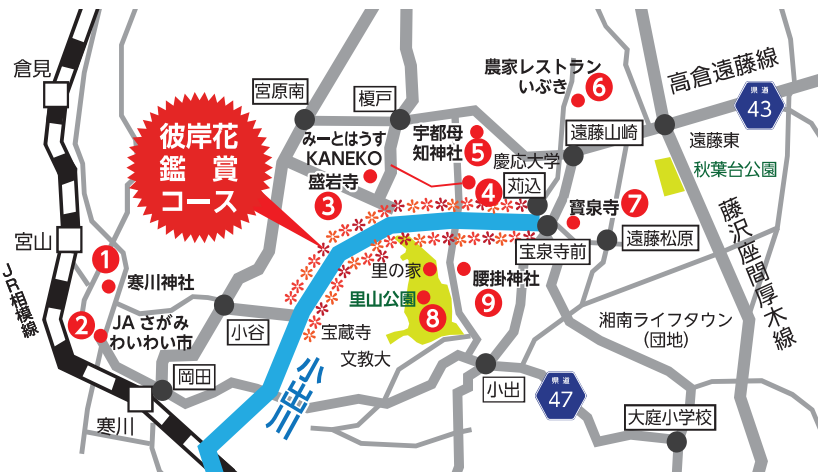 倉見
宮山
JR相模線
寒川
彼岸花
鑑賞
コース
宮原南
榎戸
みーとはうす
KANEKO
盛岩寺
3
宇都母
知神社
5
4
農家レストラン
いぶき
6
高倉遠藤線
県道
43
遠藤山崎
遠藤東
秋葉台公園
慶応大学
苅込
寳泉寺
7
宝泉寺前
遠藤松原
藤沢座間厚木線
1
寒川神社
2
JAさがみ
わいわい市
小谷
岡田
里の家
里山公園
8
腰掛神社
9
宝蔵寺
文教大
小出川
小出
県道
47
湘南ライフタウン
(団地)
大庭小学校